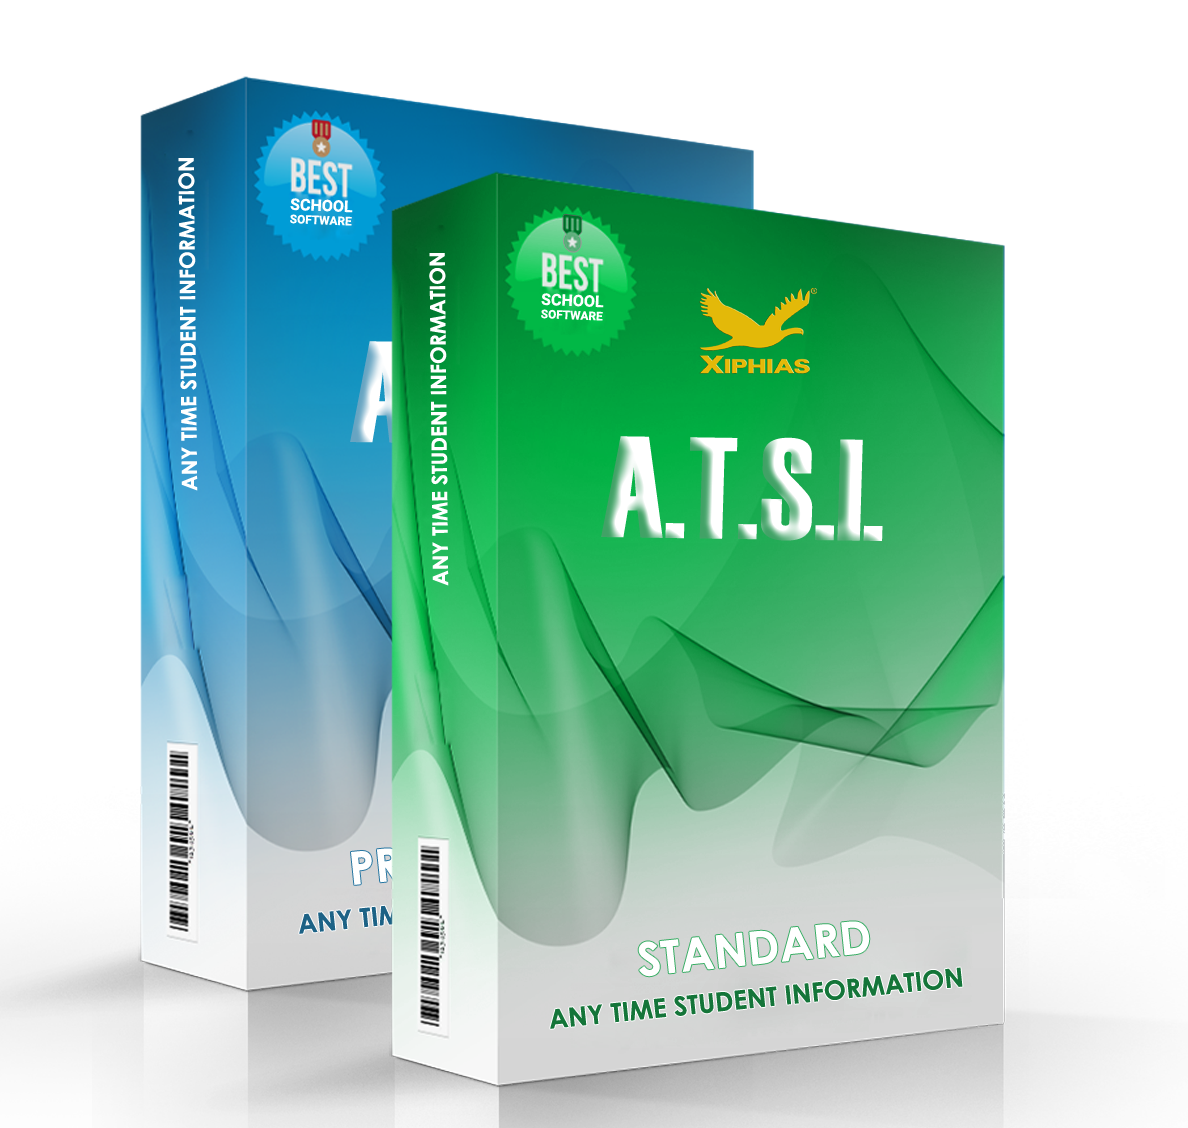 ANY TIME STUDENT INFORMATION
BEST
SCHOOL
SOFTWARE
A
PR
ANY TIM
ANY TIME STUDENT INFORMATION
BEST
SCHOOL
SOFTWARE
XIPHIAS®
A.T.S.I.
STANDARD
ANY TIME STUDENT INFORMATION